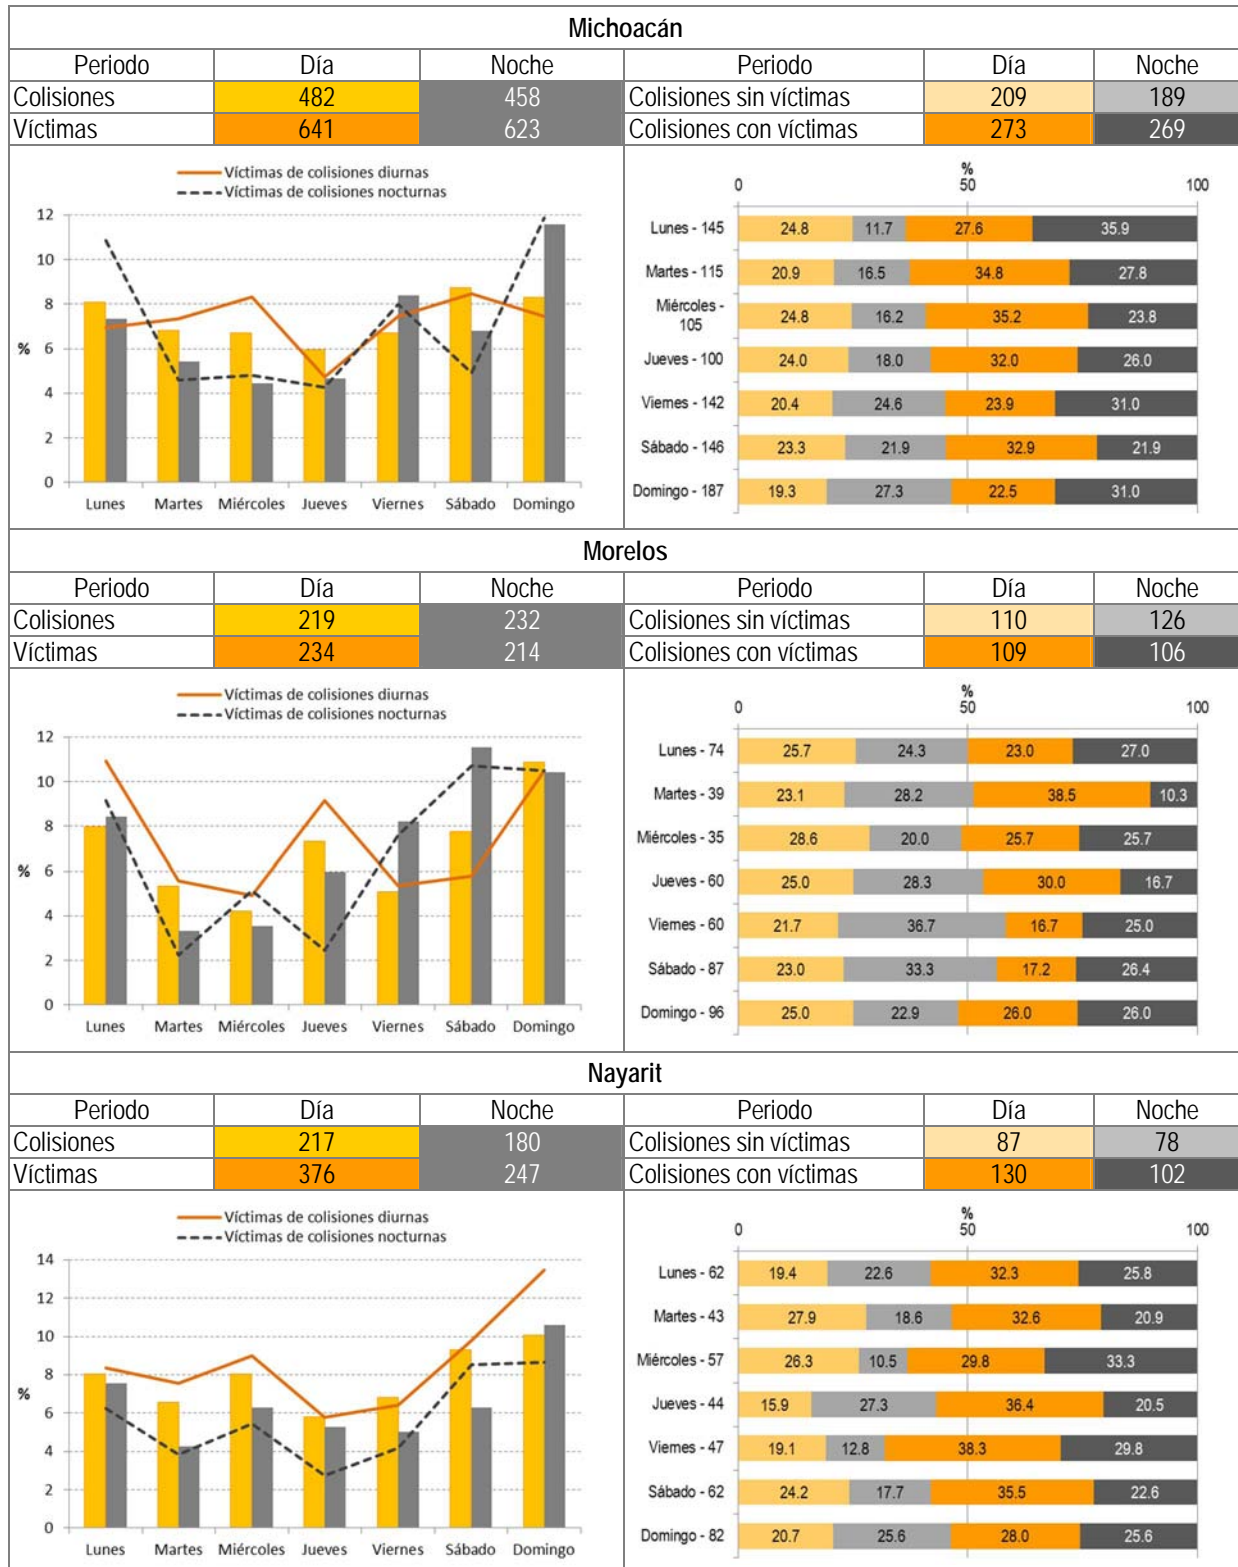 Michoacán
Periodo Día Noche Periodo Día Noche
Colisiones 482 458 Colisiones sin víctimas 209 189
Víctimas 641 623 Colisiones con víctimas 273 269
Víctimas de colisiones diurnas
Víctimas de colisiones nocturnas
12
10
8
6
4
2
0
%
Lunes Martes Miércoles Jueves Viernes Sábado Domingo
%
0 50 100
Lunes - 145 24.8 11.7 27.6 35.9
Martes - 115 20.9 16.5 34.8 27.8
Miércoles -
105 24.8 16.2 35.2 23.8
Jueves - 100 24.0 18.0 32.0 26.0
Viernes - 142 20.4 24.6 23.9 31.0
Sábado - 146 23.3 21.9 32.9 21.9
Domingo - 187 19.3 27.3 22.5 31.0
Morelos
Periodo Día Noche Periodo Día Noche
Colisiones 219 232 Colisiones sin víctimas 110 126
Víctimas 234 214 Colisiones con víctimas 109 106
Víctimas de colisiones diurnas
Víctimas de colisiones nocturnas
12
10
8
6
4
2
0
%
Lunes Martes Miércoles Jueves Viernes Sábado Domingo
%
0 50 100
Lunes - 74 25.7 24.3 23.0 27.0
Martes - 39 23.1 28.2 38.5 10.3
Miércoles - 35 28.6 20.0 25.7 25.7
Jueves - 60 25.0 28.3 30.0 16.7
Viernes - 60 21.7 36.7 16.7 25.0
Sábado - 87 23.0 33.3 17.2 26.4
Domingo - 96 25.0 22.9 26.0 26.0
Nayarit
Periodo Día Noche Periodo Día Noche
Colisiones 217 180 Colisiones sin víctimas 87 78
Víctimas 376 247 Colisiones con víctimas 130 102
Víctimas de colisiones diurnas
Víctimas de colisiones nocturnas
14
12
10
8
6
4
2
0
%
Lunes Martes Miércoles Jueves Viernes Sábado Domingo
%
0 50 100
Lunes - 62 19.4 22.6 32.3 25.8
Martes - 43 27.9 18.6 32.6 20.9
Miércoles - 57 26.3 10.5 29.8 33.3
Jueves - 44 15.9 27.3 36.4 20.5
Viernes - 47 19.1 12.8 38.3 29.8
Sábado - 62 24.2 17.7 35.5 22.6
Domingo - 82 20.7 25.6 28.0 25.6